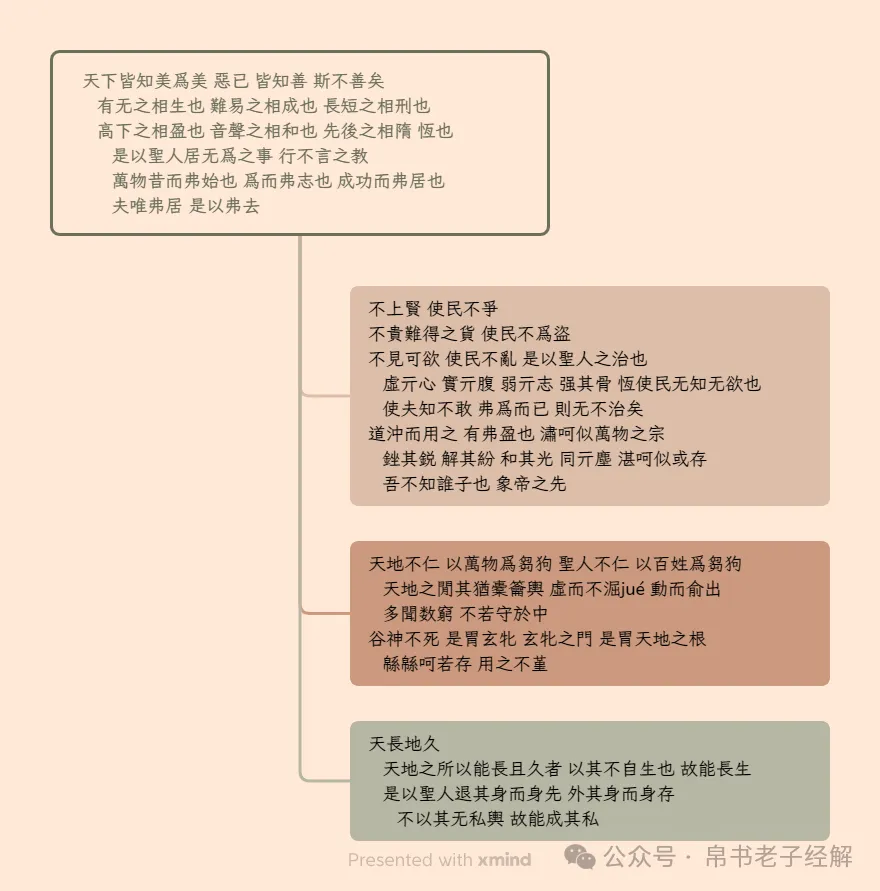 天下皆知美爲美 惡已 皆知善 斯不善矣
有无之相生也 難易之相成也 長短之相刑也
高下之相盈也 音聲之相和也 先後之相隋 恆也
是以聖人居无爲之事 行不言之教
萬物昔而弗始也 爲而弗志也 成功而弗居也
夫唯弗居 是以弗去
不上賢 使民不爭
不貴難得之貨 使民不爲盜
不見可欲 使民不亂 是以聖人之治也
虛亓心 實亓腹 弱亓志 强其骨 恆使民无知无欲也
使夫知不敢 弗爲而已 則无不治矣
道沖而用之 有弗盈也 潚呵似萬物之宗
銼其鋭 解其紛 和其光 同亓塵 湛呵似或存
吾不知誰子也 象帝之先
天地不仁 以萬物爲芻狗 聖人不仁 以百姓爲芻狗
天地之閒其猶橐籥輿 虛而不淈jué 動而俞出
多聞数窮 不若守於中
谷神不死 是胃玄牝 玄牝之門 是胃天地之根
緜緜呵若存 用之不堇
天長地久
天地之所以能長且久者 以其不自生也 故能長生
是以聖人退其身而身先 外其身而身存
不以其无私輿 故能成其私
Presented with xmind
公众号 · 帛书老子经解